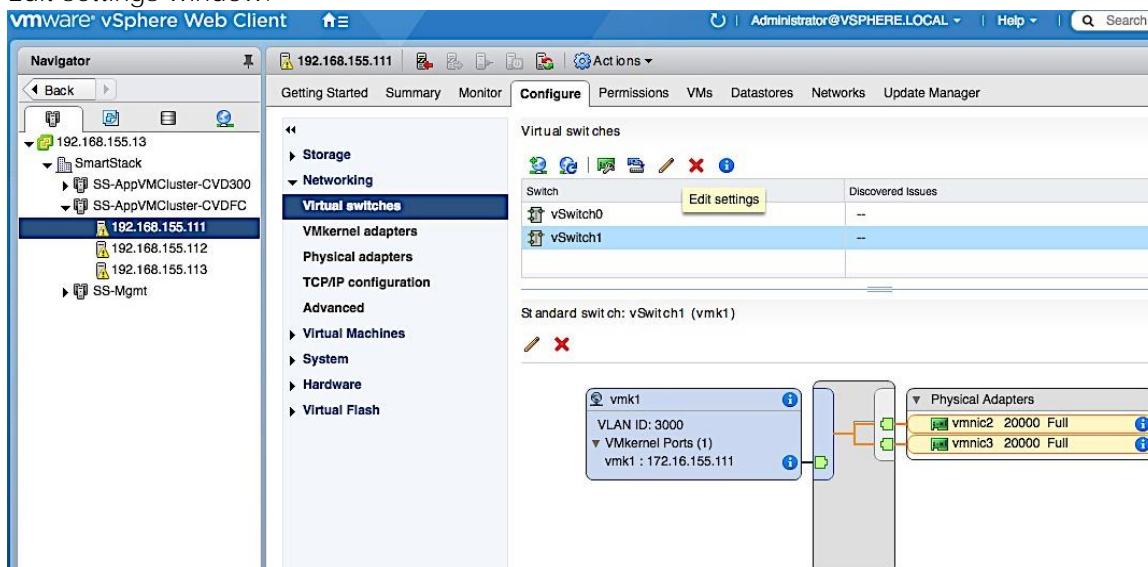 Edit settings window.
vmware® vSphere Web Client
Administrator@VSPHERE.LOCAL
Help
Search
Navigator
Back
192.168.155.13
SmartStack
SS-AppVMCluster-CVD300
SS-AppVMCluster-CVDFC
192.168.155.111
192.168.155.112
192.168.155.113
SS-Mgmt
192.168.155.111
Actions
Getting Started Summary Monitor Configure Permissions VMs Datastores Networks Update Manager
Storage
Networking
Virtual switches
VMkernel adapters
Physical adapters
TCP/IP configuration
Advanced
Virtual Machines
System
Hardware
Virtual Flash
Virtual switches
Switch Discovered Issues
Edit settings
vSwitch0 --
vSwitch1 --
Standard switch: vSwitch1 (vmk1)
vmk1
VLAN ID: 3000
VMkernel Ports (1)
vmk1 : 172.16.155.111
Physical Adapters
vmnic2 20000 Full
vmnic3 20000 Full